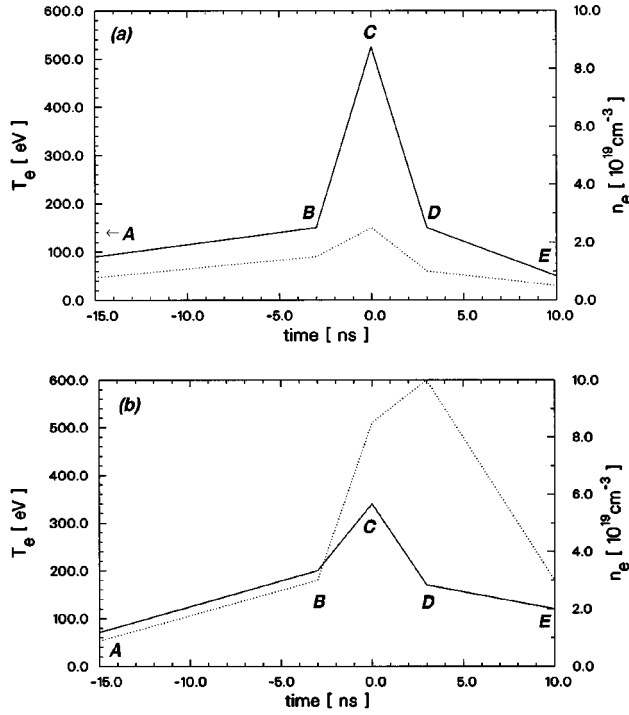 (a)
600.0
500.0
400.0
300.0
200.0
100.0
0.0
T_e [ eV ]
10.0
8.0
6.0
4.0
2.0
0.0
n_e [ 10^19 cm^-3 ]
C
B
D
← A
E
-15.0 -10.0 -5.0 0.0 5.0 10.0
time [ ns ]
(b)
600.0
500.0
400.0
300.0
200.0
100.0
0.0
T_e [ eV ]
10.0
8.0
6.0
4.0
2.0
0.0
n_e [ 10^19 cm^-3 ]
C
B
D
E
A
-15.0 -10.0 -5.0 0.0 5.0 10.0
time [ ns ]